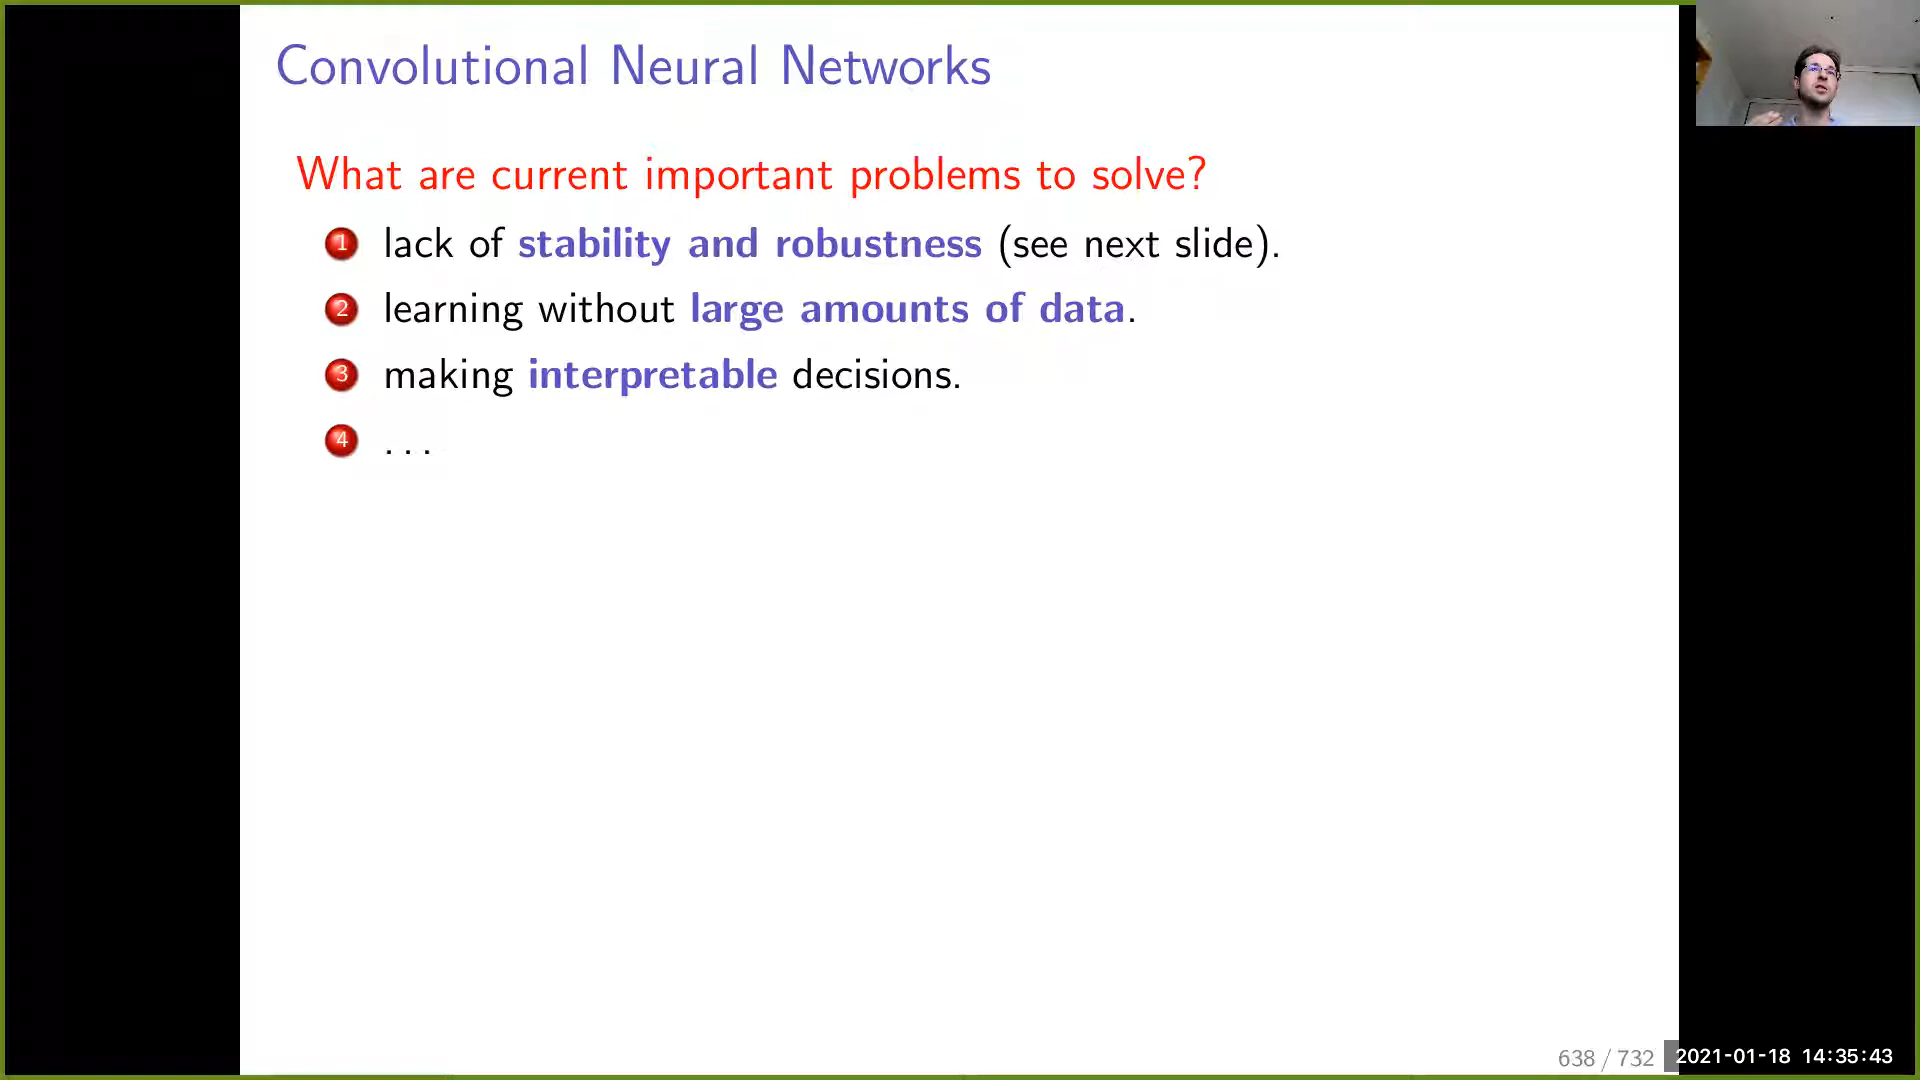 Convolutional Neural Networks
What are current important problems to solve?
1 lack of stability and robustness (see next slide).
2 learning without large amounts of data.
3 making interpretable decisions.
4 ...
638 / 732
2021-01-18 14:35:43